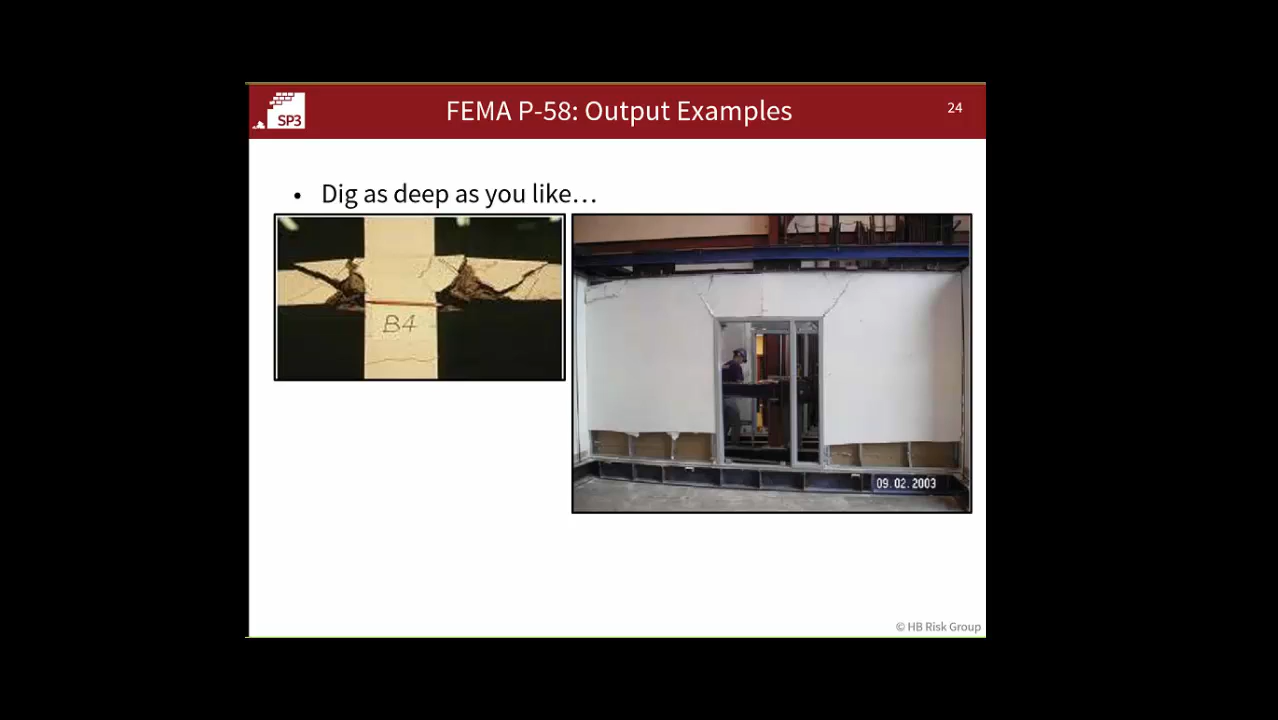 SP3
FEMA P-58: Output Examples
24
• Dig as deep as you like…
B4
09.02.2003
© HB Risk Group